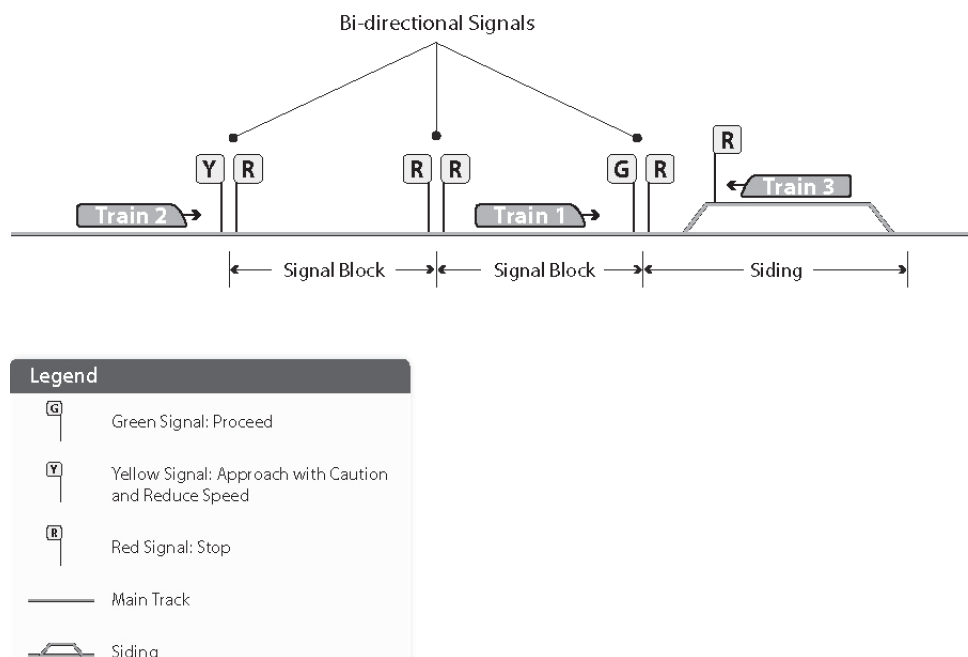 Bi-directional Signals
R
Y R R R G R
Train 2 Train 1 Train 3
Signal Block Signal Block Siding
Legend
G
Green Signal: Proceed
Y
Yellow Signal: Approach with Caution
and Reduce Speed
R
Red Signal: Stop
Main Track
Siding